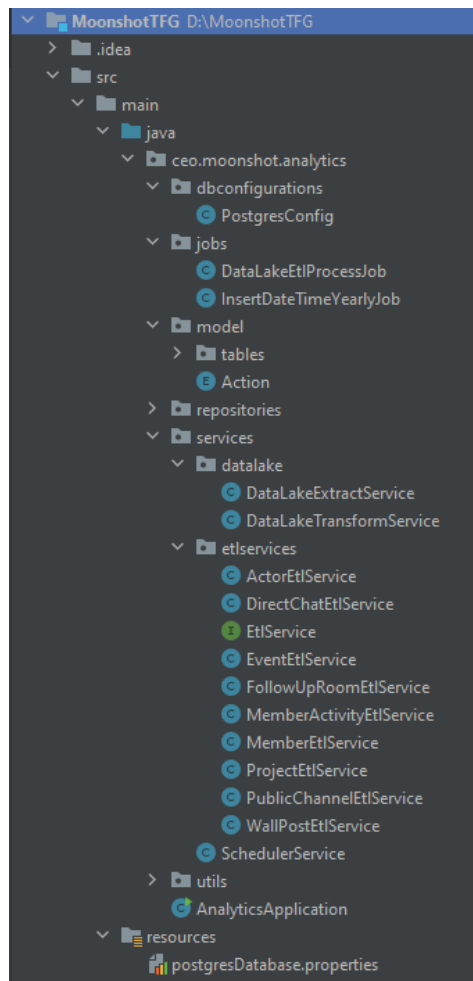 MoonshotTFG D:\MoonshotTFG
.idea
src
main
java
ceo.moonshot.analytics
dbconfigurations
C PostgresConfig
jobs
C DataLakeEtlProcessJob
C InsertDateTimeYearlyJob
model
tables
E Action
repositories
services
datalake
C DataLakeExtractService
C DataLakeTransformService
etlservices
C ActorEtlService
C DirectChatEtlService
I EtlService
C EventEtlService
C FollowUpRoomEtlService
C MemberActivityEtlService
C MemberEtlService
C ProjectEtlService
C PublicChannelEtlService
C WallPostEtlService
C SchedulerService
utils
C AnalyticsApplication
resources
postgresDatabase.properties